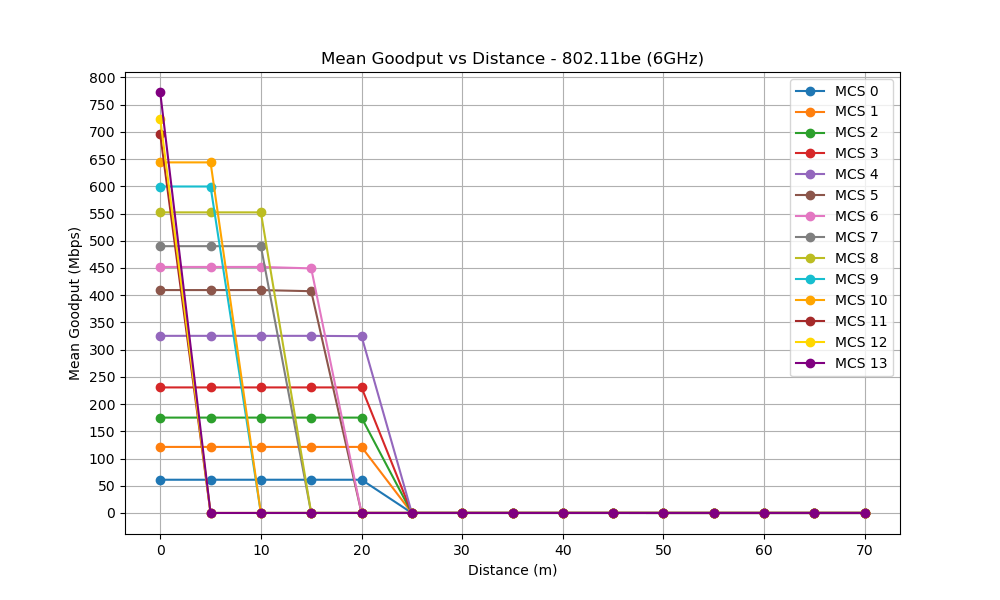 Mean Goodput vs Distance - 802.11be (6GHz)
800
750
700
650
600
550
500
450
400
350
300
250
200
150
100
50
0
Mean Goodput (Mbps)
0 10 20 30 40 50 60 70
Distance (m)
MCS 0
MCS 1
MCS 2
MCS 3
MCS 4
MCS 5
MCS 6
MCS 7
MCS 8
MCS 9
MCS 10
MCS 11
MCS 12
MCS 13